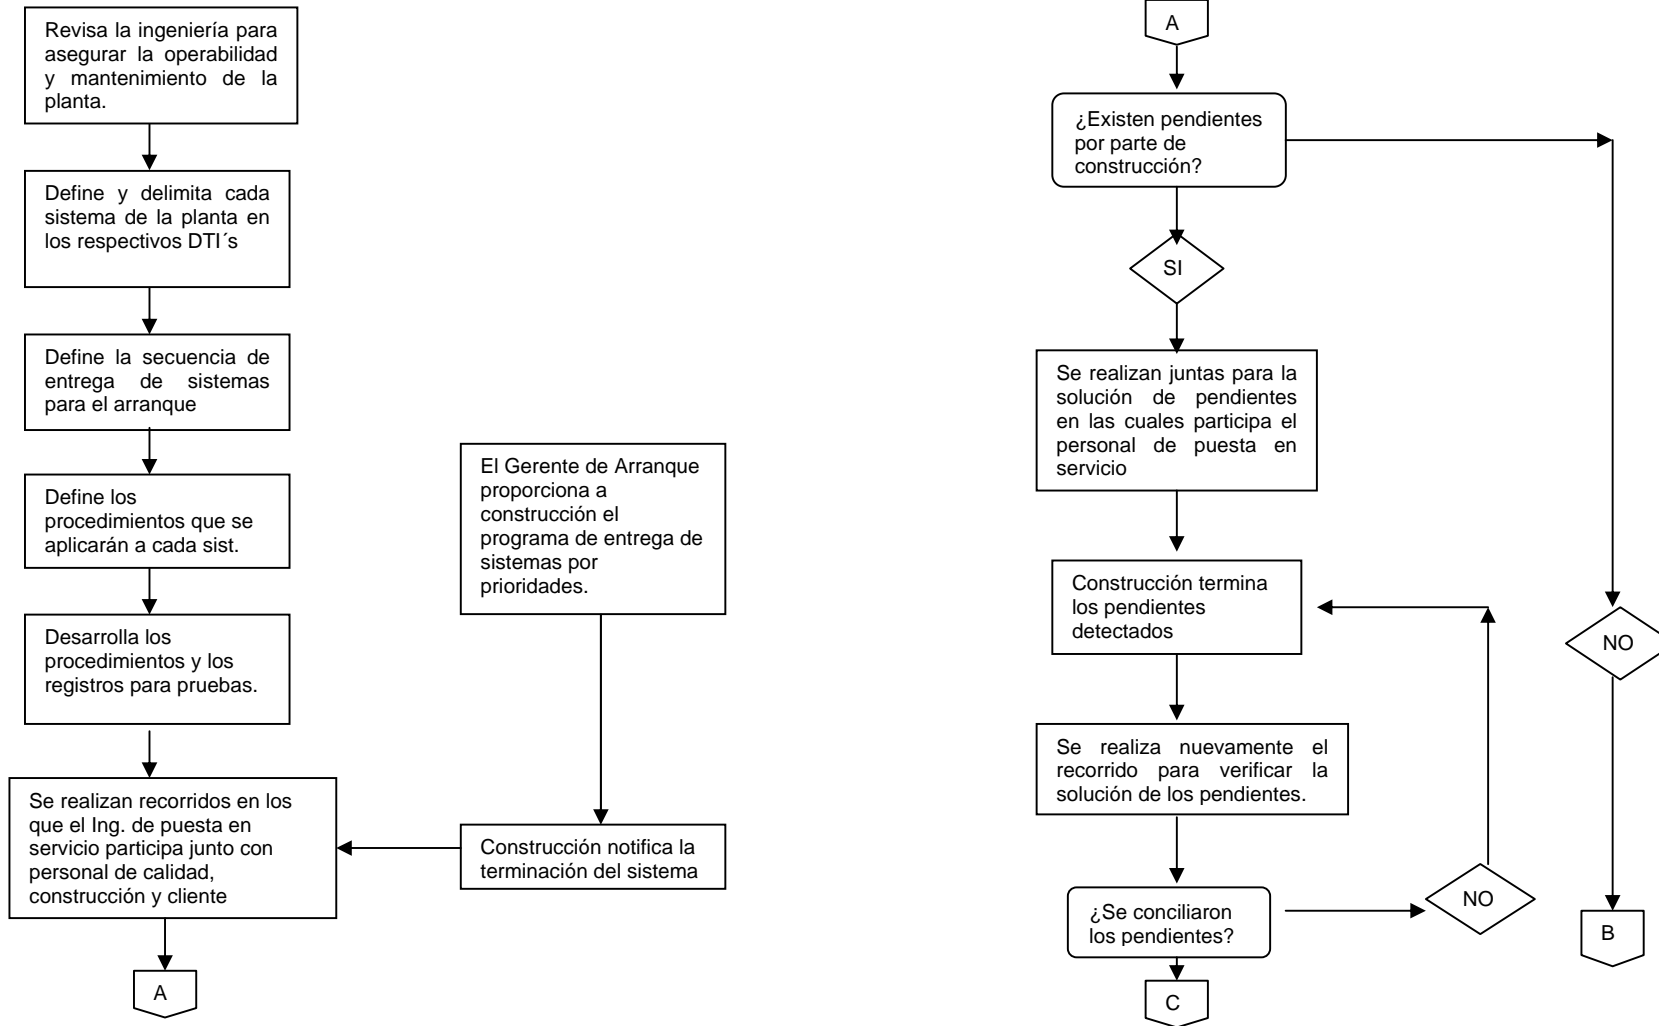 Revisa la ingeniería para
asegurar la operabilidad
y mantenimiento de la
planta.
Define y delimita cada
sistema de la planta en
los respectivos DTI´s
Define la secuencia de
entrega de sistemas
para el arranque
Define los
procedimientos que se
aplicarán a cada sist.
Desarrolla los
procedimientos y los
registros para pruebas.
Se realizan recorridos en los
que el Ing. de puesta en
servicio participa junto con
personal de calidad,
construcción y cliente
A
El Gerente de Arranque
proporciona a
construcción el
programa de entrega de
sistemas por
prioridades.
Construcción notifica la
terminación del sistema
A
¿Existen pendientes
por parte de
construcción?
SI
Se realizan juntas para la
solución de pendientes
en las cuales participa el
personal de puesta en
servicio
Construcción termina
los pendientes
detectados
Se realiza nuevamente el
recorrido para verificar la
solución de los pendientes.
¿Se conciliaron
los pendientes?
C
NO
NO
B